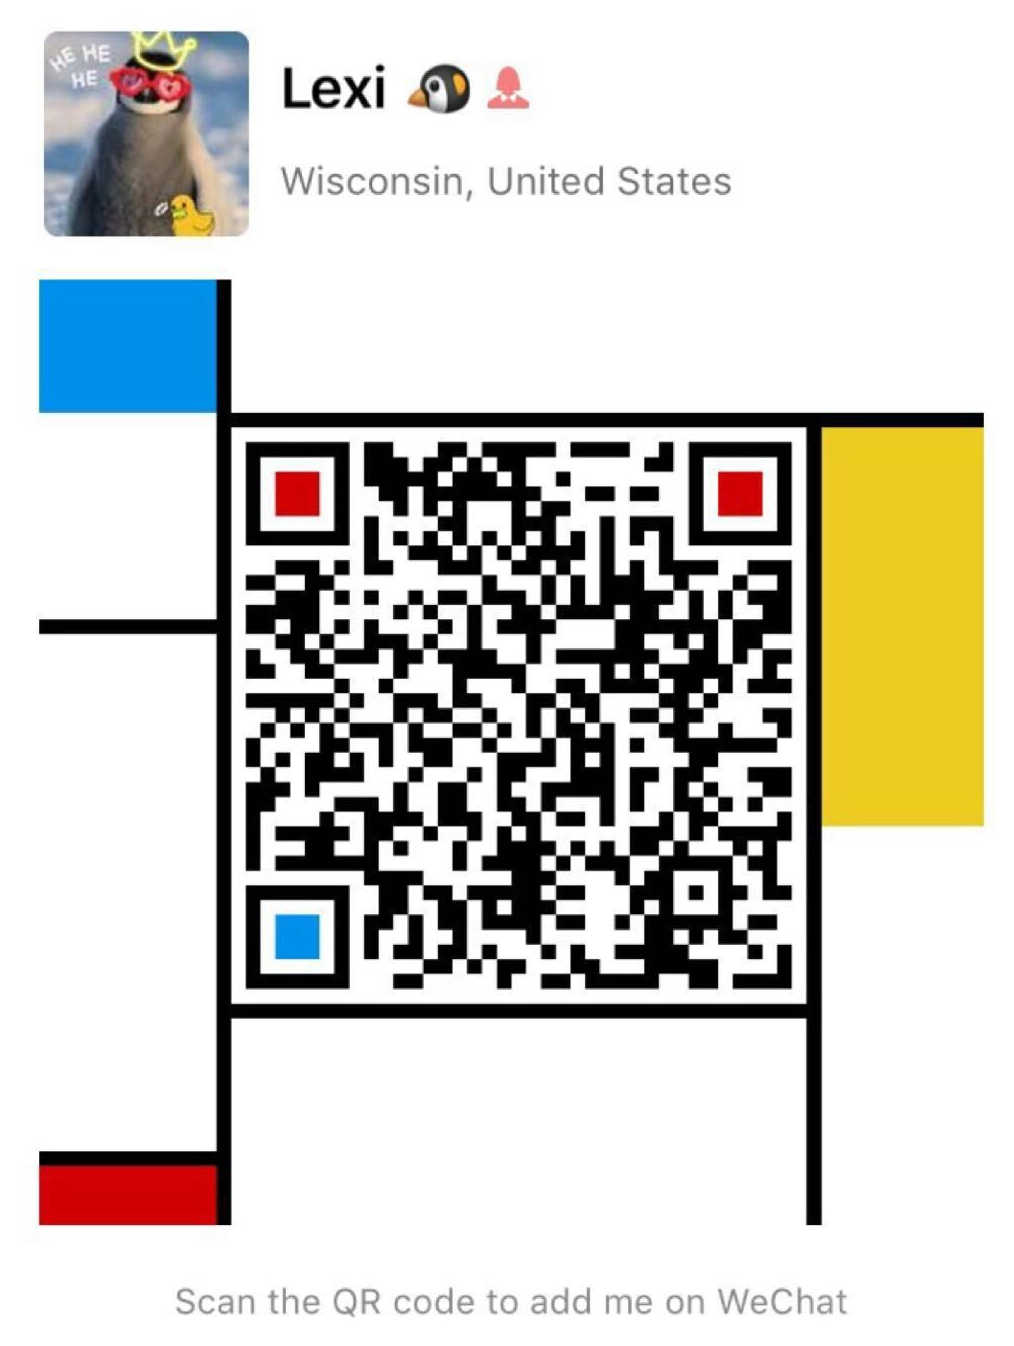 HE HE
HE
Lexi 🐧
Wisconsin, United States
Scan the QR code to add me on WeChat